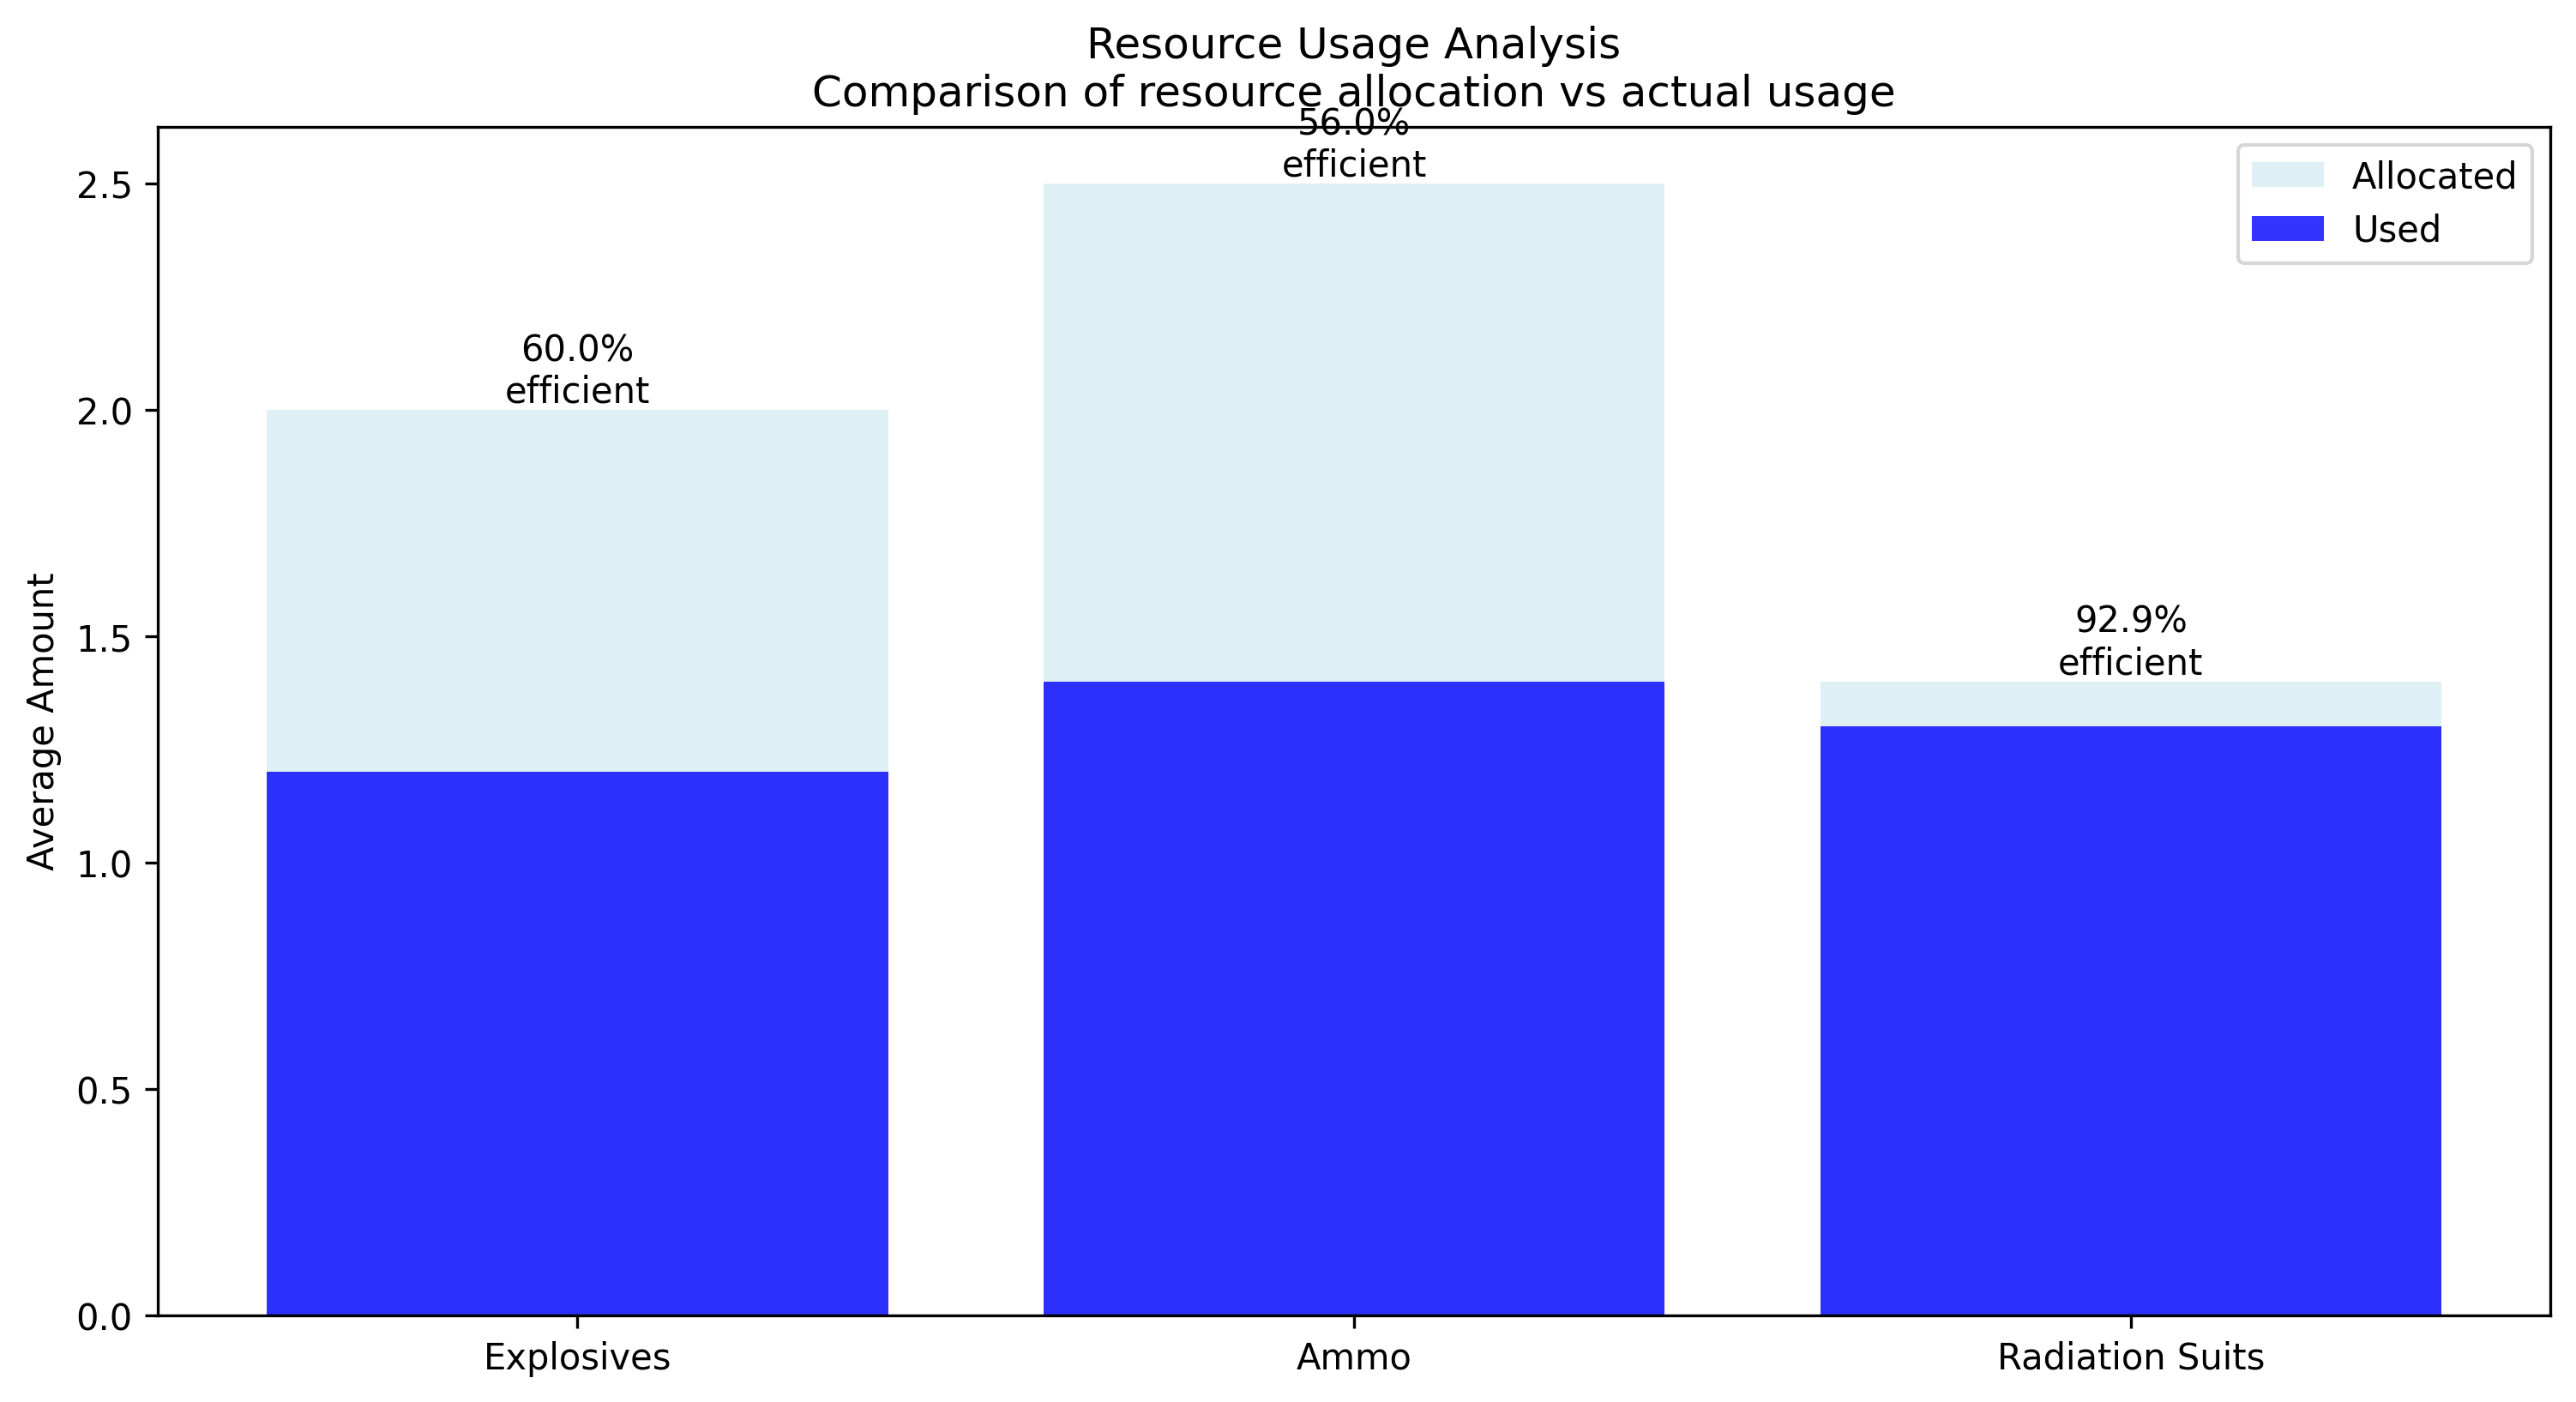 Resource Usage Analysis
Comparison of resource allocation vs actual usage
56.0%
efficient
Allocated
Used
60.0%
efficient
92.9%
efficient
Average Amount
2.5
2.0
1.5
1.0
0.5
0.0
Explosives
Ammo
Radiation Suits